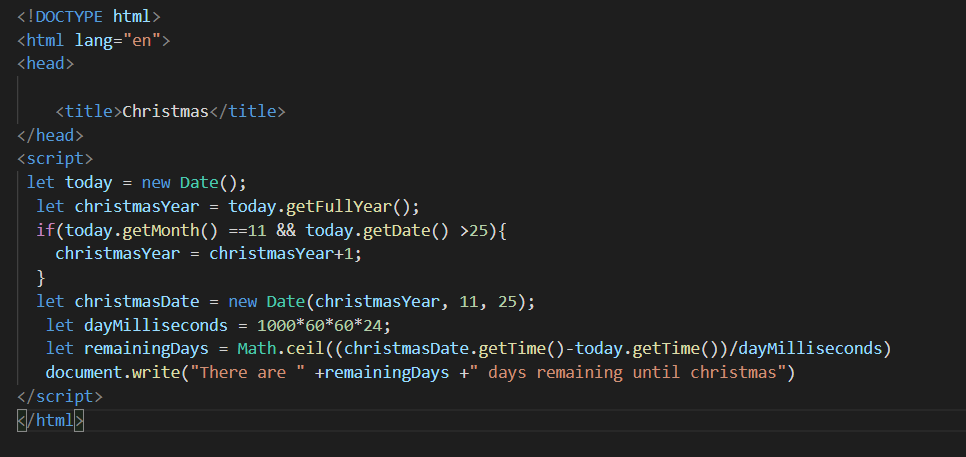 <!DOCTYPE html>
<html lang="en">
<head>
<title>Christmas</title>
</head>
<script>
let today = new Date();
let christmasYear = today.getFullYear();
if(today.getMonth() ==11 && today.getDate() >25){
christmasYear = christmasYear+1;
}
let christmasDate = new Date(christmasYear, 11, 25);
let dayMilliseconds = 1000*60*60*24;
let remainingDays = Math.ceil((christmasDate.getTime()-today.getTime())/dayMilliseconds)
document.write("There are " +remainingDays +" days remaining until christmas")
</script>
</html>